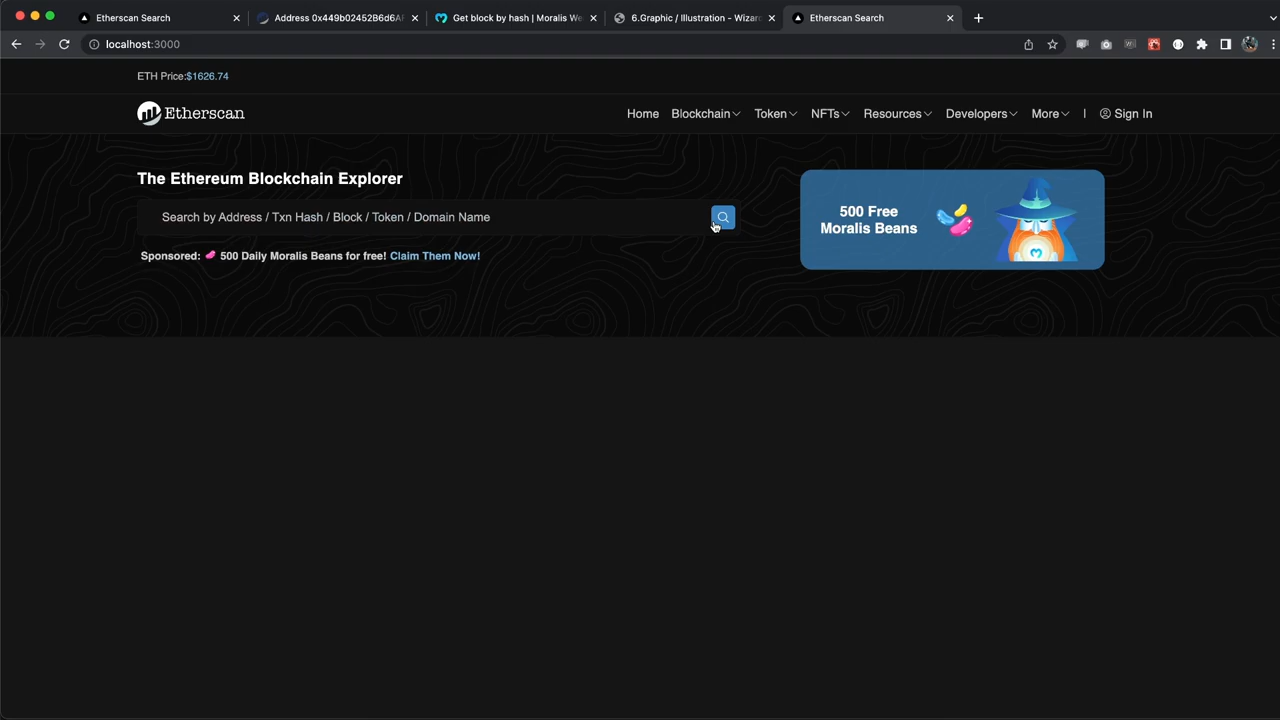 Etherscan Search
Address 0x449b02452B6d6A
Get block by hash | Moralis We
6.Graphic / Illustration - Wizar
Etherscan Search
localhost:3000
ETH Price:$1626.74
Etherscan
Home Blockchain Token NFTs Resources Developers More | Sign In
The Ethereum Blockchain Explorer
Search by Address / Txn Hash / Block / Token / Domain Name
Sponsored: 500 Daily Moralis Beans for free! Claim Them Now!
500 Free
Moralis Beans